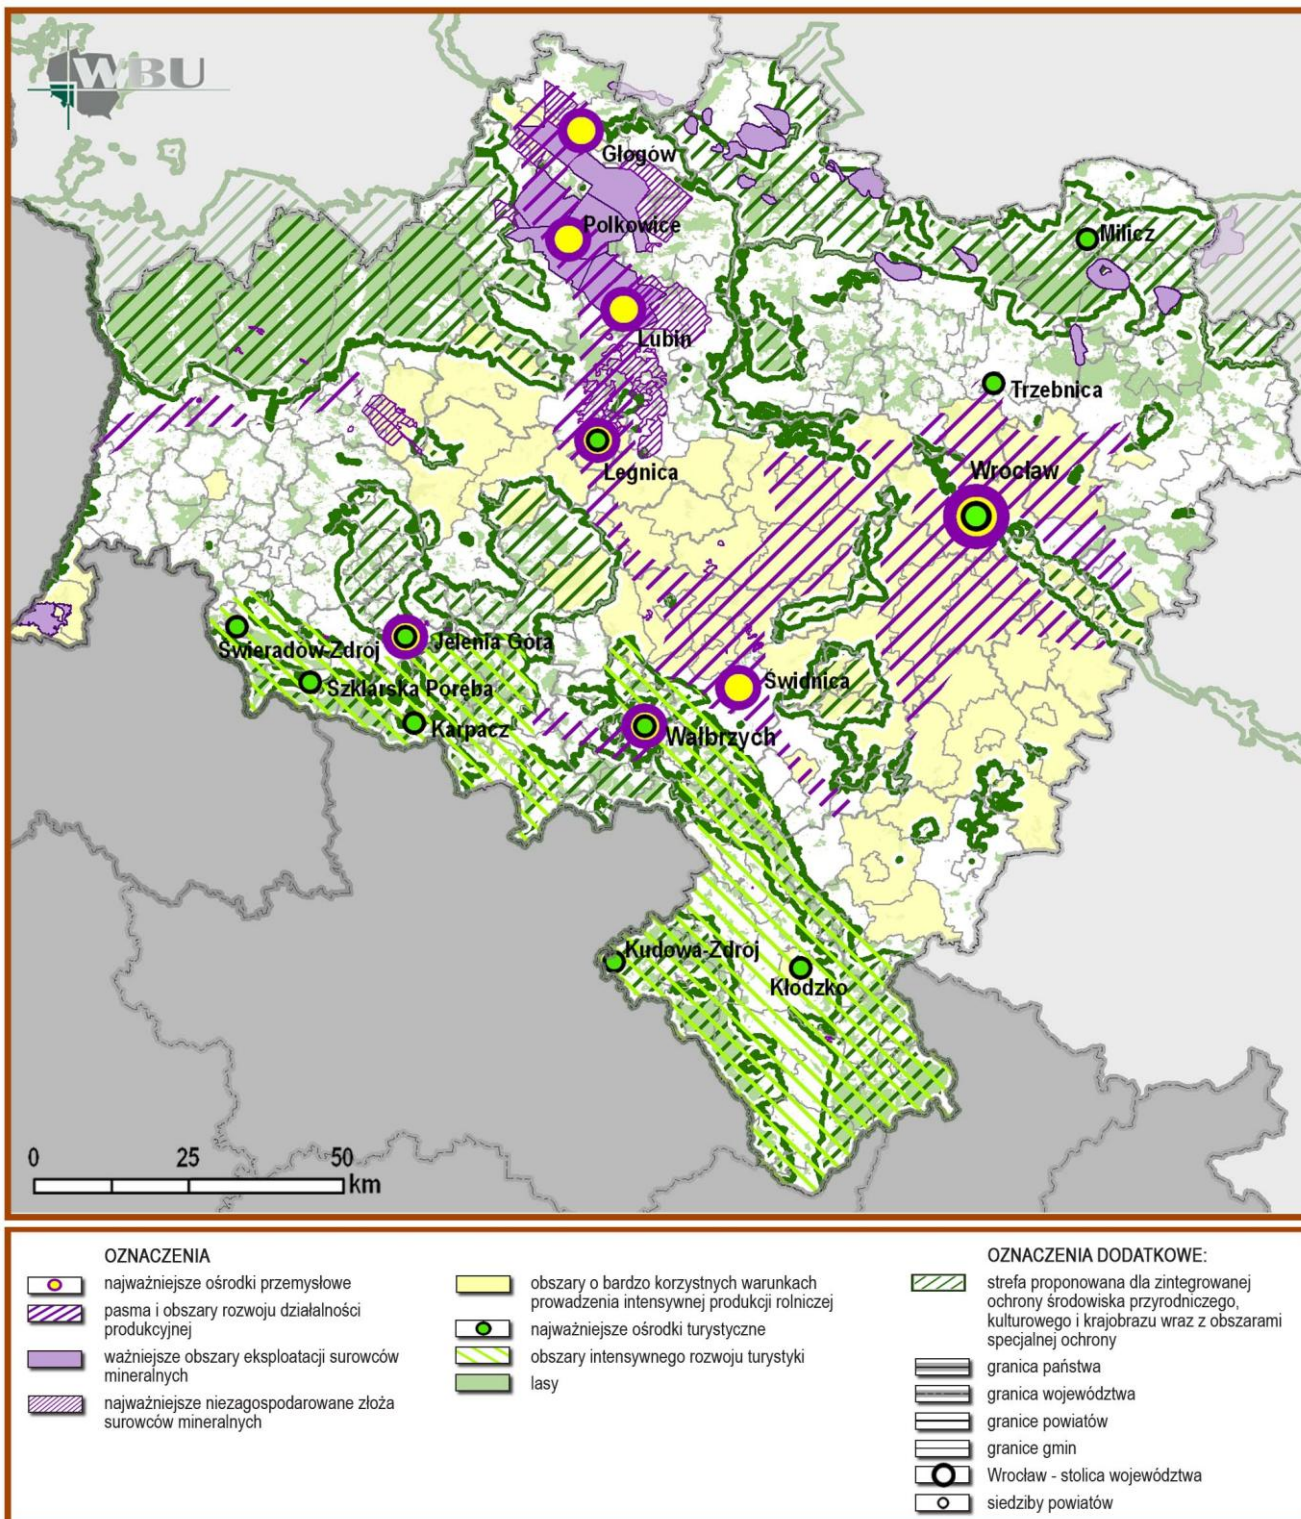 WBU
Głogów
Polkowice
Milicz
Lubin
Trzebnica
Legnica
Wrocław
Jelenia Góra
Świeradów-Zdrój
Szklarska Poręba
Świdnica
Karpacz
Wałbrzych
Kudowa-Zdrój
Kłodzko
0 25 50
km
OZNACZENIA
najważniejsze ośrodki przemysłowe
pasma i obszary rozwoju działalności
produkcyjnej
ważniejsze obszary eksploatacji surowców
mineralnych
najważniejsze niezagospodarowane złoża
surowców mineralnych
obszary o bardzo korzystnych warunkach
prowadzenia intensywnej produkcji rolniczej
najważniejsze ośrodki turystyczne
obszary intensywnego rozwoju turystyki
lasy
OZNACZENIA DODATKOWE:
strefa proponowana dla zintegrowanej
ochrony środowiska przyrodniczego,
kulturowego i krajobrazu wraz z obszarami
specjalnej ochrony
granica państwa
granica województwa
granice powiatów
granice gmin
Wrocław - stolica województwa
siedziby powiatów